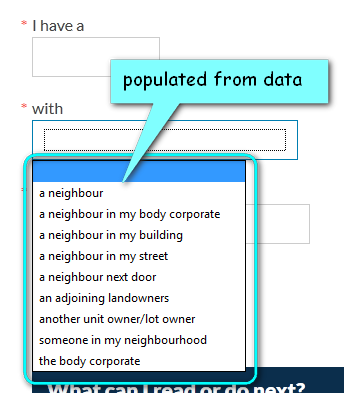 * I have a
populated from data
* with
*
a neighbour
a neighbour in my body corporate
a neighbour in my building
a neighbour in my street
a neighbour next door
an adjoining landowners
another unit owner/lot owner
someone in my neighbourhood
the body corporate
What can I read or do next?